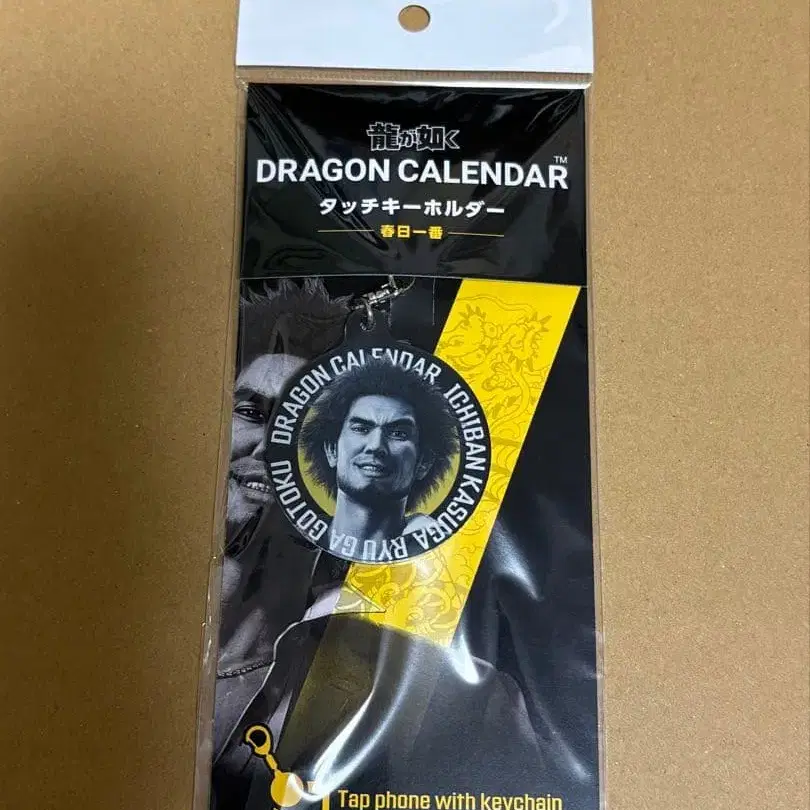 龍が如く
DRAGON CALENDAR™
タッチキーホルダー
春日一番
DRAGON CALENDAR ICHIBAN KASUGA RYU GA GOTOKU
Tap phone with keychain